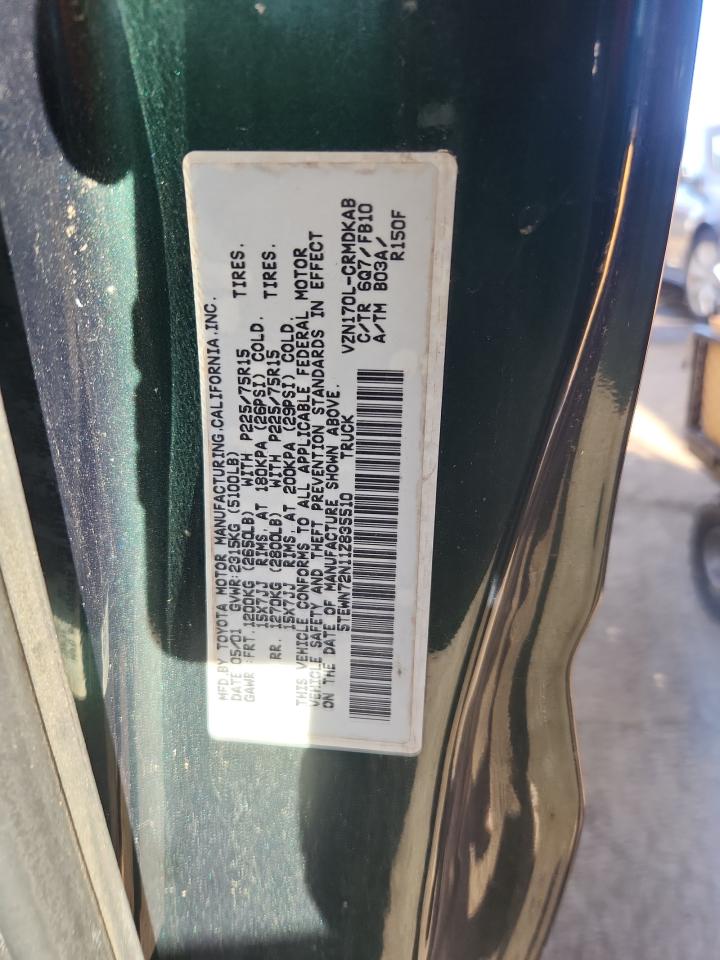 MFD.BY TOYOTA MOTOR MANUFACTURING.CALIFORNIA.INC.
DATE:05/01 GVWR:2315KG (5100LB)
GAWR :FRT.1200KG (2650LB) WITH P225/75R15 TIRES.
15X7JJ RIMS, AT 180KPA (26PSI) COLD.
RR. 1270KG (2800LB) WITH P225/75R15 TIRES.
15X7JJ RIMS, AT 200KPA (29PSI) COLD.
THIS VEHICLE CONFORMS TO ALL APPLICABLE FEDERAL MOTOR
VEHICLE SAFETY AND THEFT PREVENTION STANDARDS IN EFFECT
ON THE DATE OF MANUFACTURE SHOWN ABOVE.
5TEWN72N11Z835510 TRUCK
VZN170L-CRMDKAB
C/TR 6Q7/FB10
A/TM B03A/
R150F